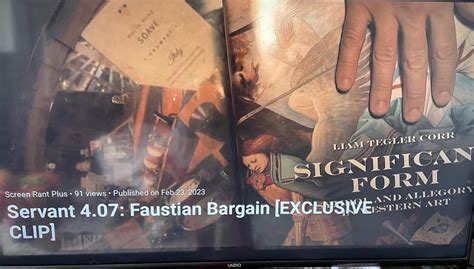 SOAVE
LIAM TEGLER CORR
SIGNIFICAN
FORM
AND ALLEGORY
ESTERN ART
Screen Rant Plus • 91 views • Published on Feb 23, 2023
Servant 4.07: Faustian Bargain [EXCLUSIVE
CLIP]
VIZIO